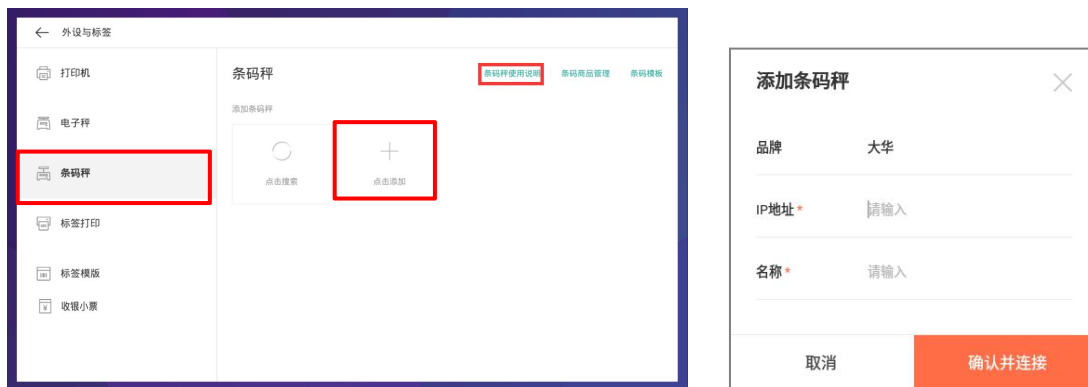 外设与标签
打印机
电子秤
条码秤
标签打印
标签模版
收银小票
条码秤
条码秤使用说明
条码商品管理
条码模板
添加条码秤
点击搜索
点击添加
添加条码秤
品牌 大华
IP地址* 请输入
名称* 请输入
取消
确认并连接